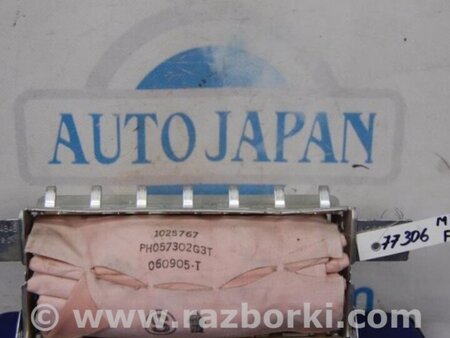 AUTO JAPAN
1025767
PH057302G3T
060905-T
77306 M
F
www.razborki.com